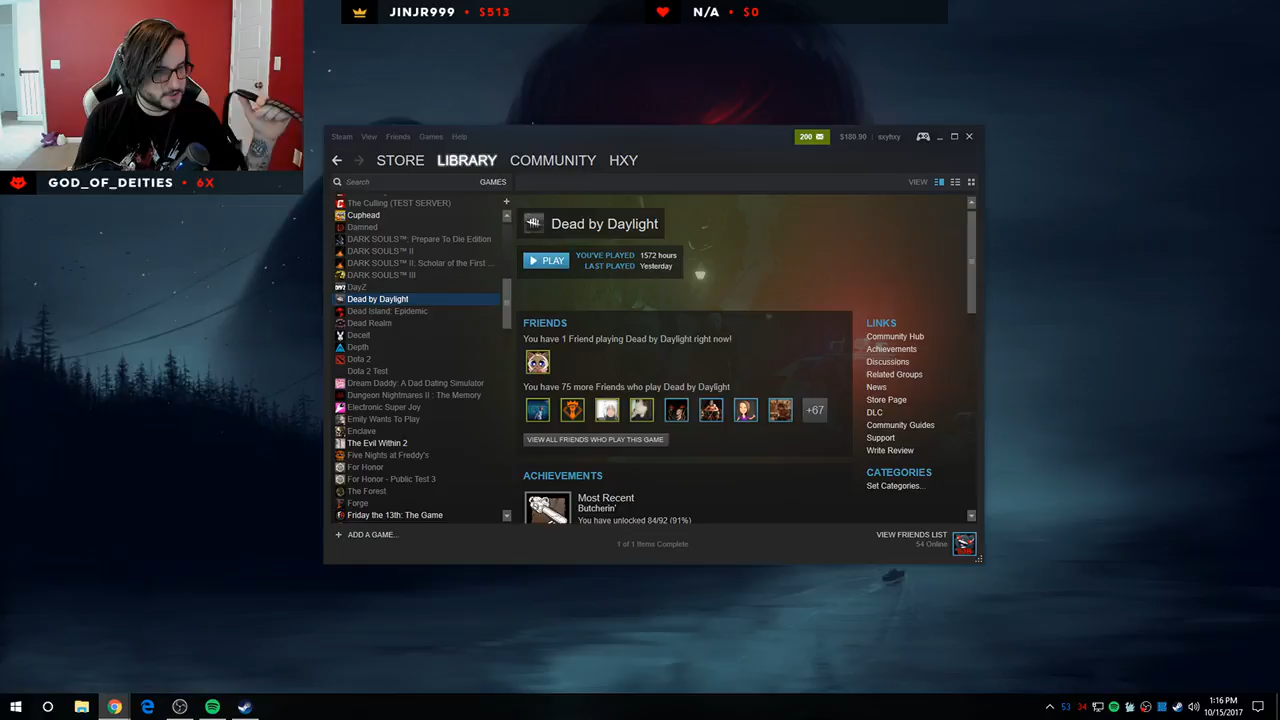 JINJR999 • $513
N/A • $0
GOD_OF_DEITIES • 6X
Steam View Friends Games Help
200
$180.90 sxyhxy
STORE LIBRARY COMMUNITY HXY
Search GAMES
VIEW
The Culling (TEST SERVER)
Cuphead
Damned
DARK SOULS™: Prepare To Die Edition
DARK SOULS™ II
DARK SOULS™ II: Scholar of the First ...
DARK SOULS™ III
DayZ
Dead by Daylight
Dead Island: Epidemic
Dead Realm
Deceit
Depth
Dota 2
Dota 2 Test
Dream Daddy: A Dad Dating Simulator
Dungeon Nightmares II : The Memory
Electronic Super Joy
Emily Wants To Play
Enclave
The Evil Within 2
Five Nights at Freddy's
For Honor
For Honor - Public Test 3
The Forest
Forge
Friday the 13th: The Game
+ ADD A GAME...
Dead by Daylight
PLAY
YOU'VE PLAYED 1572 hours
LAST PLAYED Yesterday
FRIENDS
You have 1 Friend playing Dead by Daylight right now!
You have 75 more Friends who play Dead by Daylight
+67
VIEW ALL FRIENDS WHO PLAY THIS GAME
ACHIEVEMENTS
Most Recent
Butcherin'
You have unlocked 84/92 (91%)
LINKS
Community Hub
Achievements
Discussions
Related Groups
News
Store Page
DLC
Community Guides
Support
Write Review
CATEGORIES
Set Categories...
1 of 1 Items Complete
VIEW FRIENDS LIST
54 Online
53 34
1:16 PM
10/15/2017